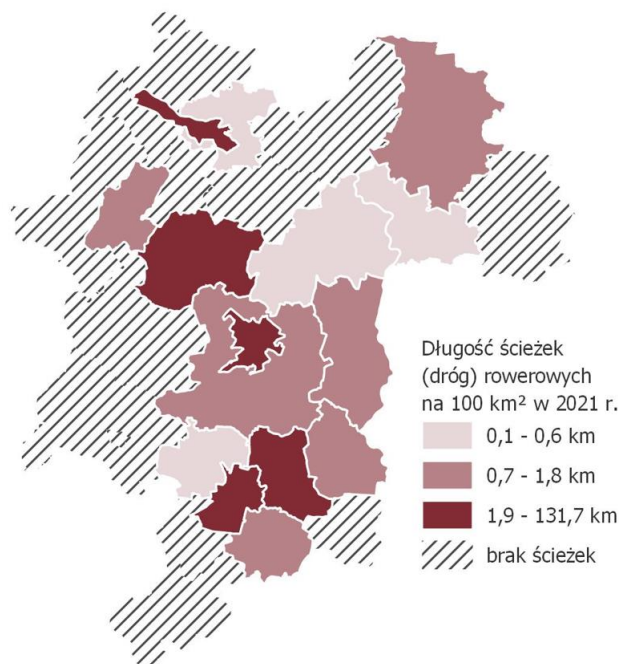 Długość ścieżek
(dróg) rowerowych
na 100 km² w 2021 r.
0,1 - 0,6 km
0,7 - 1,8 km
1,9 - 131,7 km
brak ścieżek